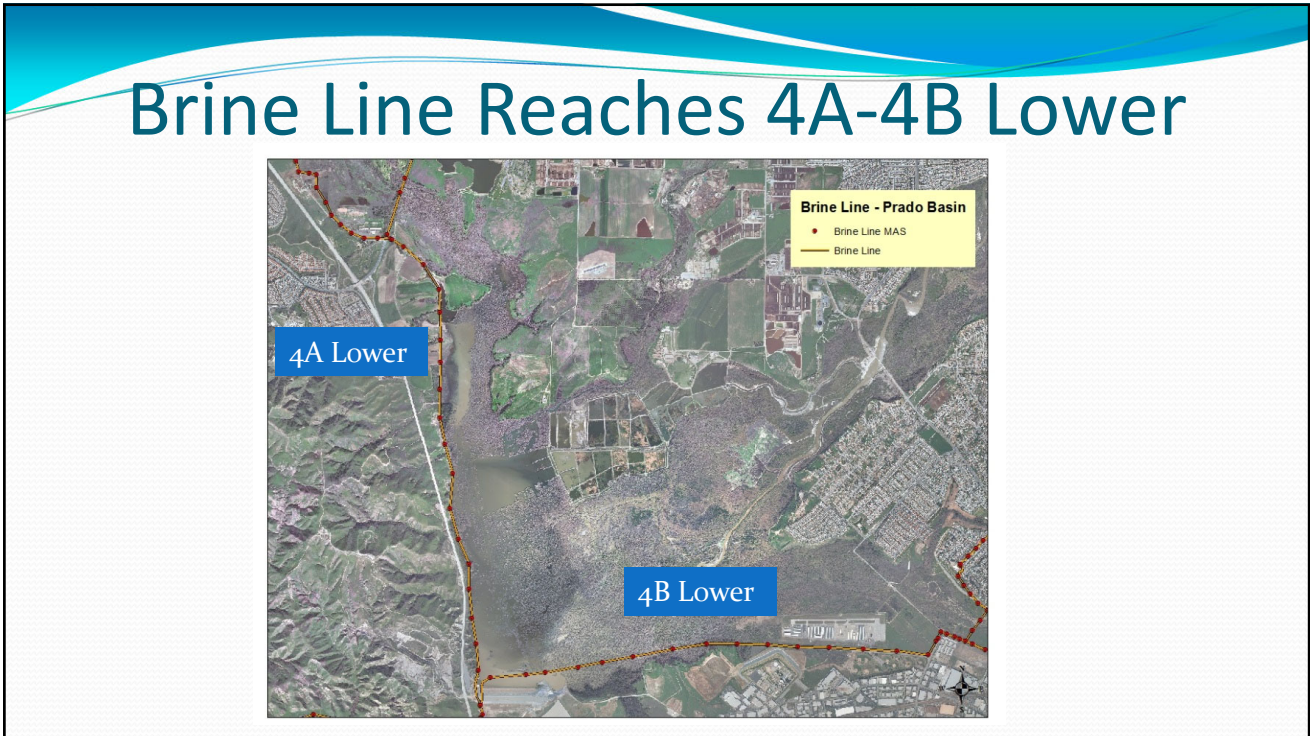 Brine Line Reaches 4A-4B Lower
Brine Line - Prado Basin
Brine Line MAS
Brine Line
4A Lower
4B Lower